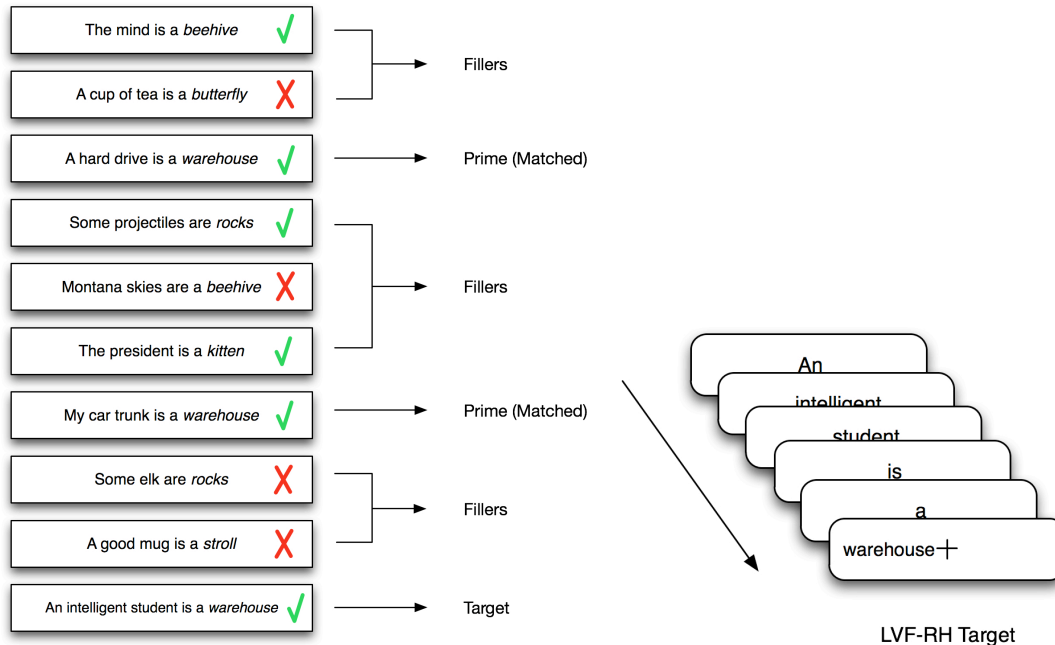 The mind is a beehive
Fillers
A cup of tea is a butterfly
A hard drive is a warehouse
Prime (Matched)
Some projectiles are rocks
Montana skies are a beehive
Fillers
The president is a kitten
My car trunk is a warehouse
Prime (Matched)
Some elk are rocks
Fillers
A good mug is a stroll
An intelligent student is a warehouse
Target
An
intelligent
student
is
a
warehouse
LVF-RH Target